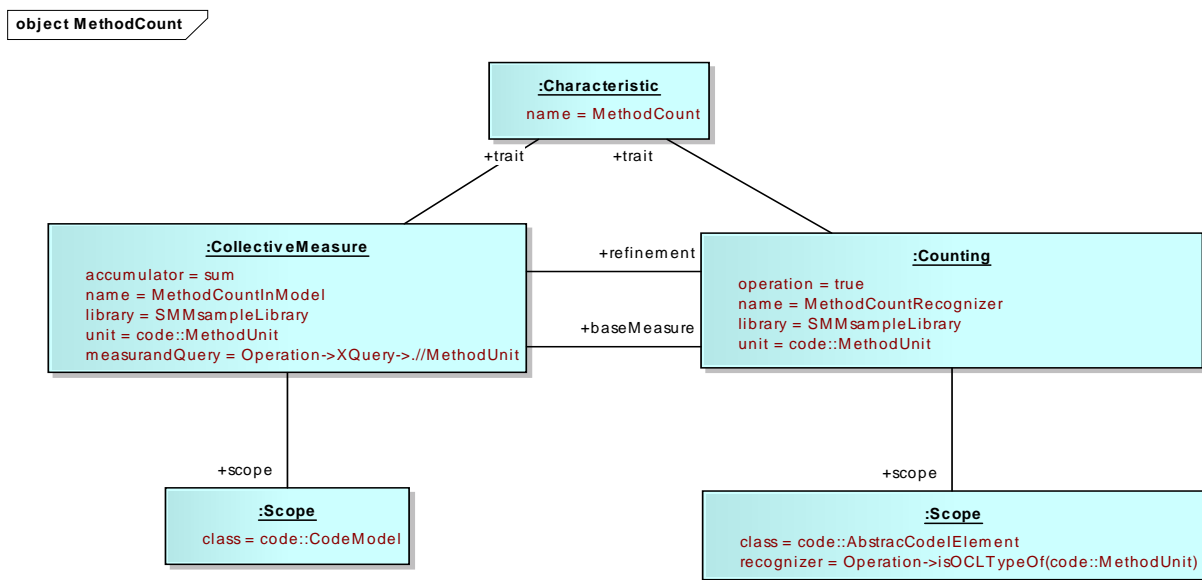 object MethodCount
:Characteristic
name = MethodCount
+trait
+trait
:CollectiveMeasure
accumulator = sum
name = MethodCountInModel
library = SMMsampleLibrary
unit = code::MethodUnit
measurandQuery = Operation->XQuery->.//MethodUnit
+refinement
+baseMeasure
:Counting
operation = true
name = MethodCountRecognizer
library = SMMsampleLibrary
unit = code::MethodUnit
+scope
+scope
:Scope
class = code::CodeModel
:Scope
class = code::AbstracCodelElement
recognizer = Operation->isOCLTypeOf(code::MethodUnit)